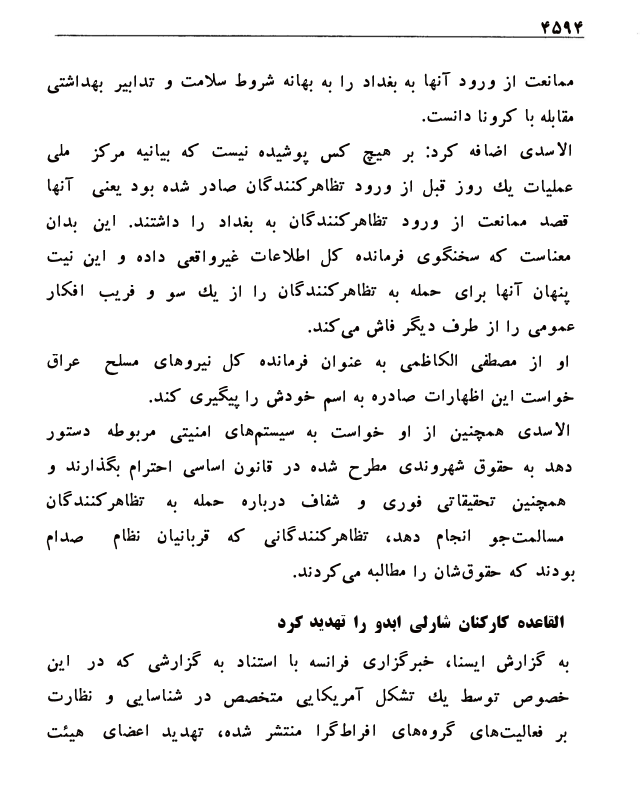 ۴۵۹۴
ممانعت از ورود آنها به بغداد را به بهانه شروط سلامت و تدابیر بهداشتی
مقابله با کرونا دانست.
الاسدی اضافه کرد: بر هیچ کس پوشیده نیست که بیانیه مرکز ملی
عملیات یك روز قبل از ورود تظاهرکنندگان صادر شده بود یعنی آنها
قصد ممانعت از ورود تظاهرکنندگان به بغداد را داشتند. این بدان
معناست که سخنگوی فرمانده کل اطلاعات غیرواقعی داده و این نیت
پنهان آنها برای حمله به تظاهرکنندگان را از یك سو و فریب افکار
عمومی را از طرف دیگر فاش می‌کند.
او از مصطفی الکاظمی به عنوان فرمانده کل نیروهای مسلح عراق
خواست این اظهارات صادره به اسم خودش را پیگیری کند.
الاسدی همچنین از او خواست به سیستم‌های امنیتی مربوطه دستور
دهد به حقوق شهروندی مطرح شده در قانون اساسی احترام بگذارند و
همچنین تحقیقاتی فوری و شفاف درباره حمله به تظاهرکنندگان
مسالمت‌جو انجام دهد، تظاهرکنندگانی که قربانیان نظام صدام
بودند که حقوق‌شان را مطالبه می‌کردند.
القاعده کارکنان شارلی ابدو را تهدید کرد
به گزارش ایسنا، خبرگزاری فرانسه با استناد به گزارشی که در این
خصوص توسط یك تشکل آمریکایی متخصص در شناسایی و نظارت
بر فعالیت‌های گروه‌های افراط‌گرا منتشر شده، تهدید اعضای هیئت